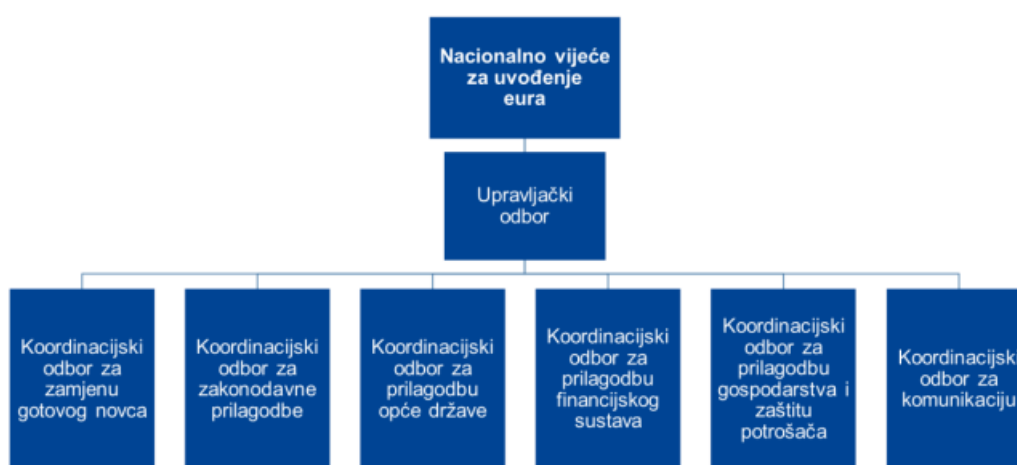 Nacionalno vijeće
za uvođenje
eura
Upravljački
odbor
Koordinacijski
odbor za
zamjenu
gotovog novca
Koordinacijski
odbor za
zakonodavne
prilagodbe
Koordinacijski
odbor za
prilagodbu
opće države
Koordinacijski
odbor za
prilagodbu
financijskog
sustava
Koordinacijski
odbor za
prilagodbu
gospodarstva i
zaštitu
potrošača
Koordinacijski
odbor za
komunikaciju